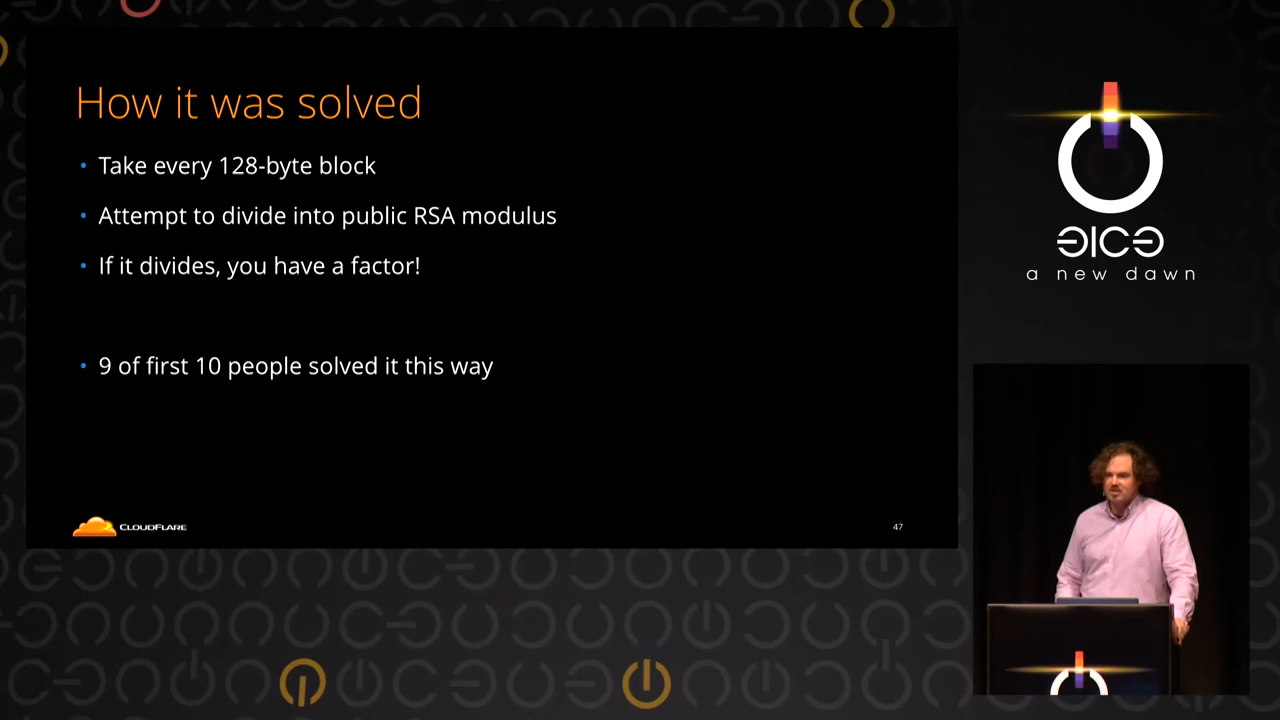 How it was solved
• Take every 128-byte block
• Attempt to divide into public RSA modulus
• If it divides, you have a factor!
• 9 of first 10 people solved it this way
CLOUDFLARE
47
31C3
a new dawn